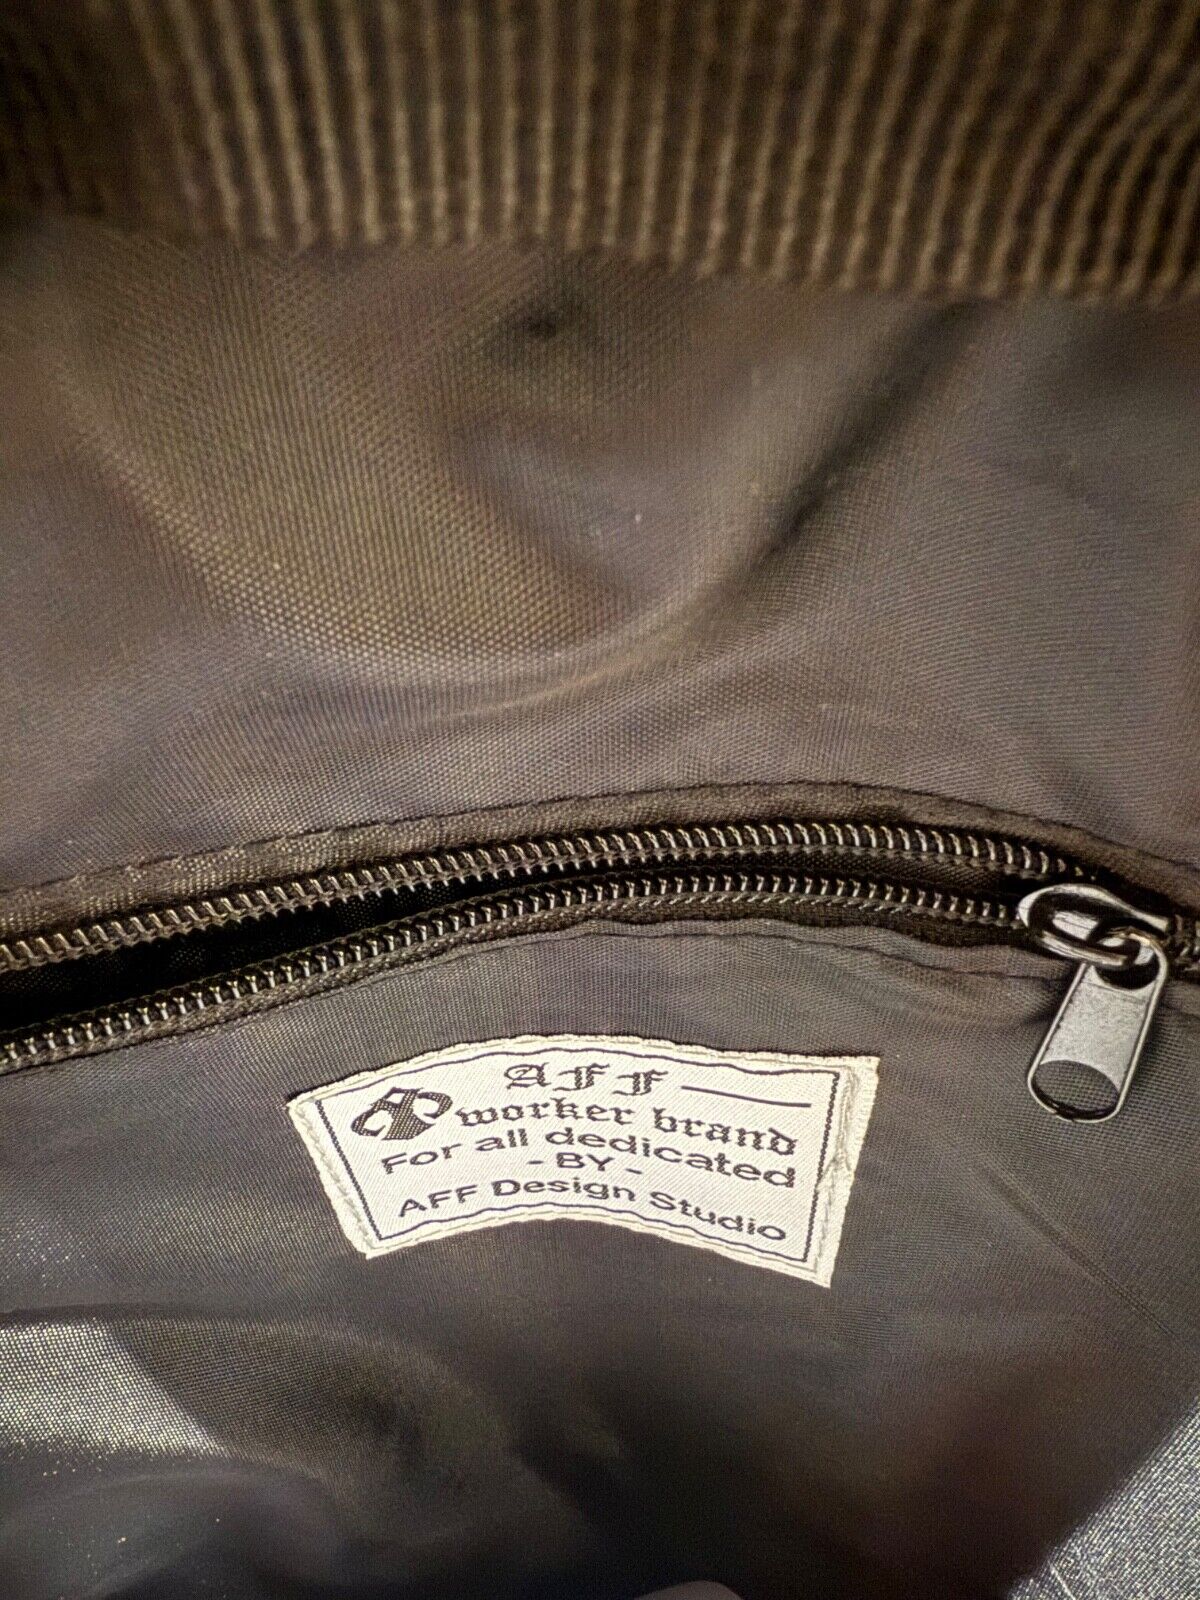 AFF
worker brand
For all dedicated
- BY -
AFF Design Studio